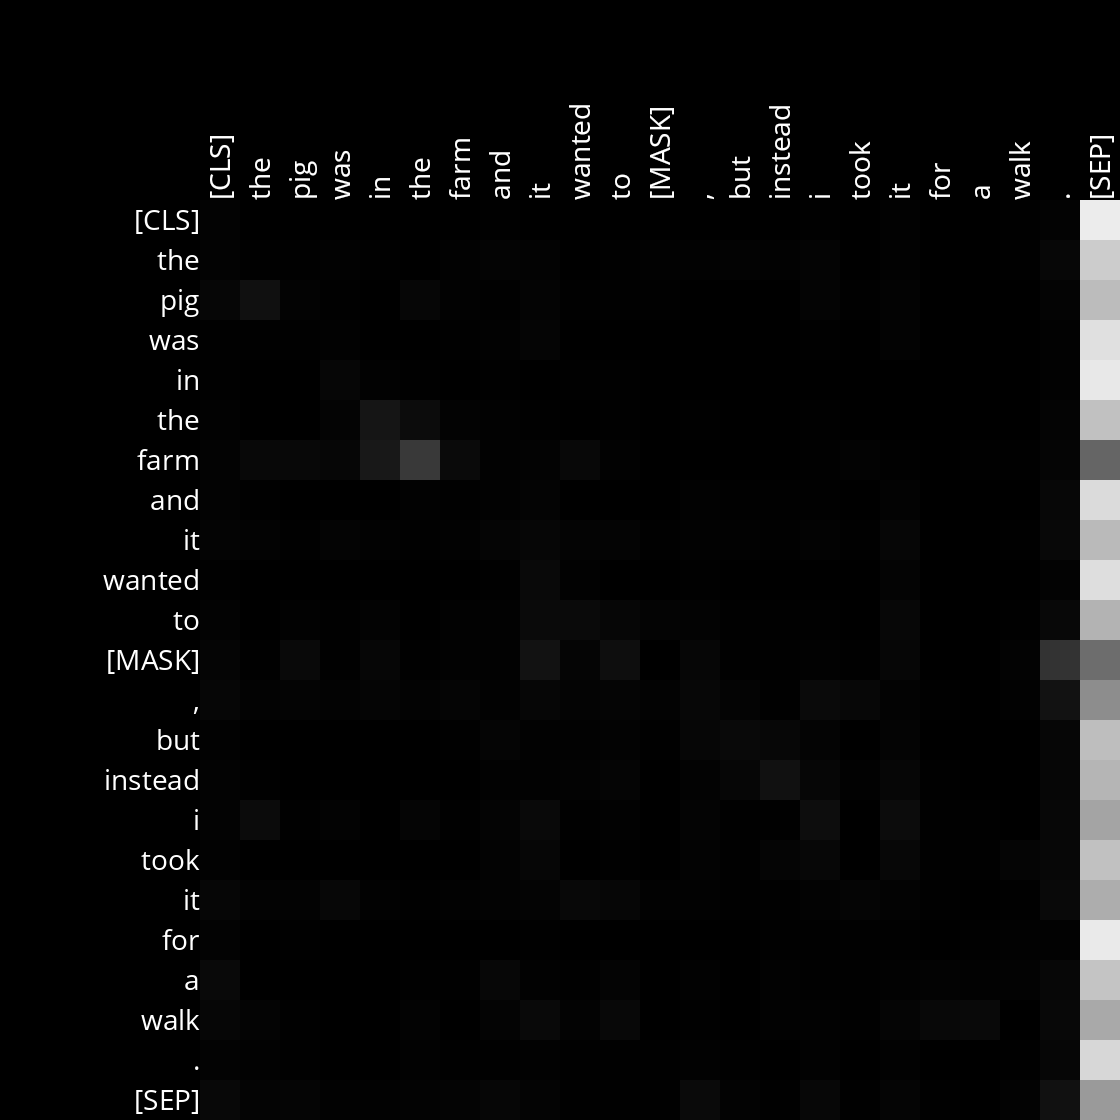 [CLS] the pig was in the farm and it wanted to [MASK] , but instead i took it for a walk . [SEP]
[CLS]
the
pig
was
in
the
farm
and
it
wanted
to
[MASK]
,
but
instead
i
took
it
for
a
walk
.
[SEP]